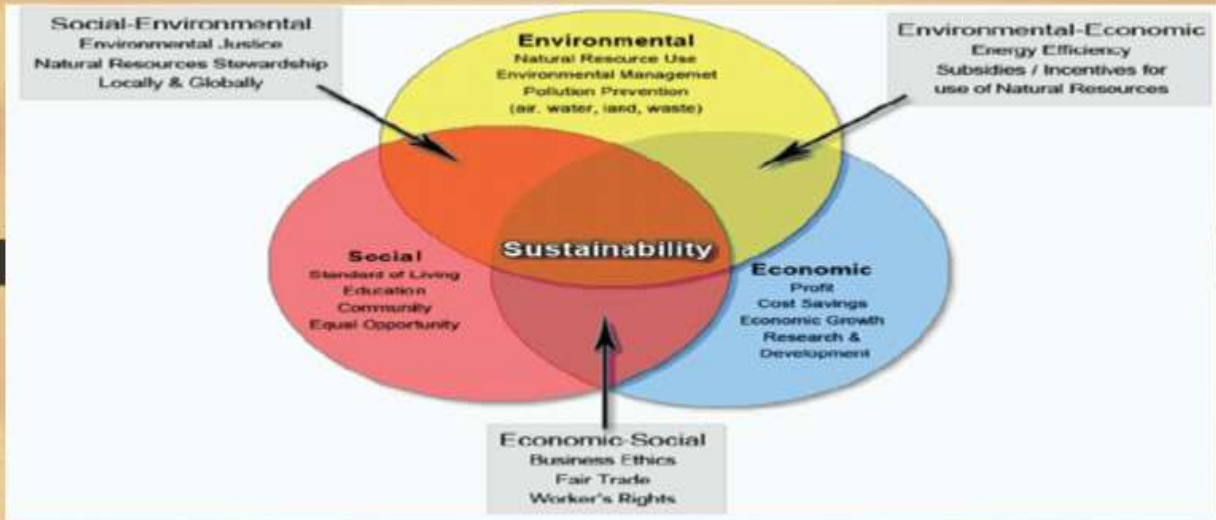 Social-Environmental
Environmental Justice
Natural Resources Stewardship
Locally & Globally
Environmental
Natural Resource Use
Environmental Managemet
Pollution Prevention
(air, water, land, waste)
Environmental-Economic
Energy Efficiency
Subsidies / Incentives for
use of Natural Resources
Sustainability
Social
Standard of Living
Education
Community
Equal Opportunity
Economic
Profit
Cost Savings
Economic Growth
Research &
Development
Economic-Social
Business Ethics
Fair Trade
Worker's Rights